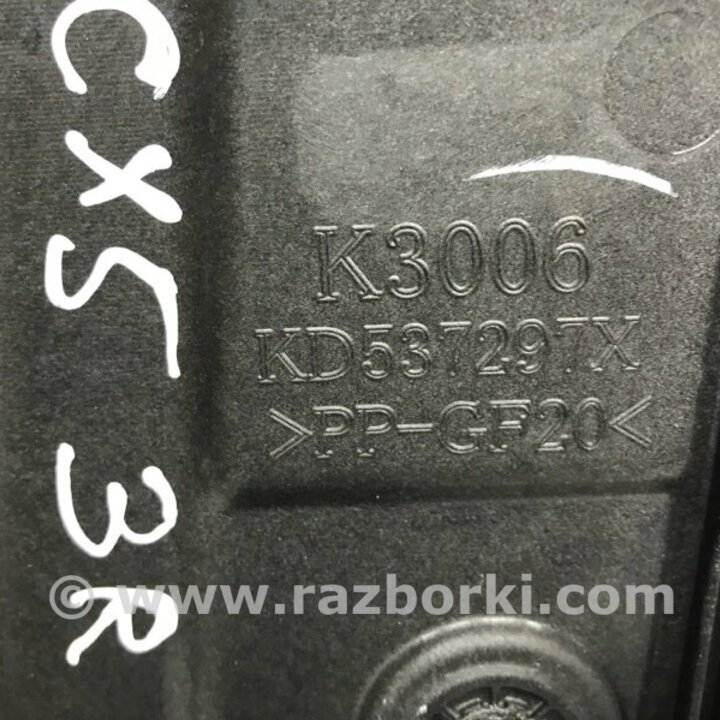 CX5 3R
K3006
KD537297X
>PP-GF20<
© www.razborki.com